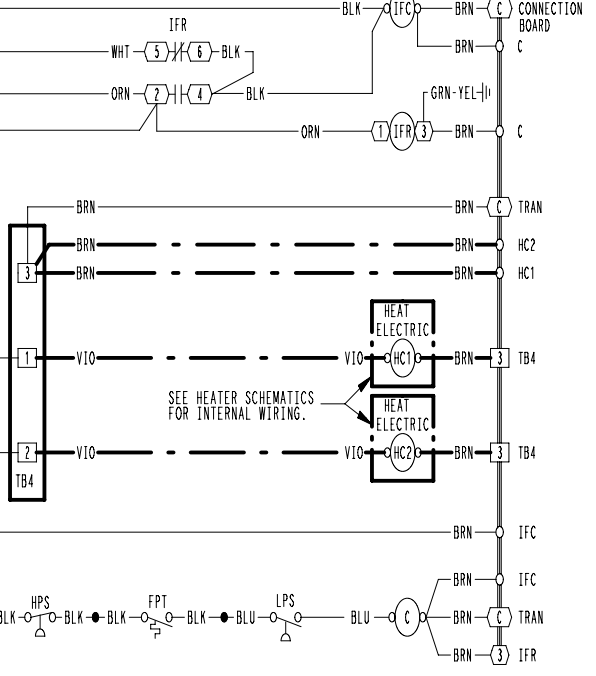 BLK IFC BRN C CONNECTION
BOARD
IFR
BRN C
WHT 5 6 BLK
ORN 2 4 BLK
GRN-YEL
ORN 1 IFR 3 BRN C
BRN BRN C TRAN
BRN BRN HC2
3 BRN BRN HC1
HEAT
ELECTRIC
1 VIO VIO HC1 BRN 3 TB4
SEE HEATER SCHEMATICS
FOR INTERNAL WIRING.
HEAT
ELECTRIC
2 VIO VIO HC2 BRN 3 TB4
TB4
BRN IFC
BRN IFC
HPS FPT LPS
BLK BLK BLK BLK BLU BLU C BRN C TRAN
BRN 3 IFR